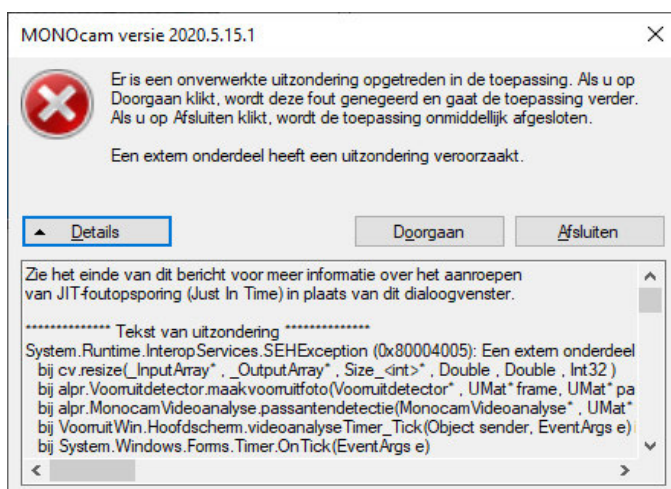 MONOcam versie 2020.5.15.1
Er is een onverwerkte uitzondering opgetreden in de toepassing. Als u op
Doorgaan klikt, wordt deze fout genegeerd en gaat de toepassing verder.
Als u op Afsluiten klikt, wordt de toepassing onmiddellijk afgesloten.
Een extern onderdeel heeft een uitzondering veroorzaakt.
Details
Doorgaan
Afsluiten
Zie het einde van dit bericht voor meer informatie over het aanroepen
van JIT-foutopsporing (Just In Time) in plaats van dit dialoogvenster.
************** Tekst van uitzondering **************
System.Runtime.InteropServices.SEHException (0x80004005): Een extern onderdeel
bij cv.resize(_InputArray* , _OutputArray* , Size_<int>* , Double , Double , Int32 )
bij alpr.Voorruitdetector.maakvoorruitfoto(Voorruitdetector* , UMat* frame, UMat* pa
bij alpr.MonocamVideoanalyse.passantendetectie(MonocamVideoanalyse* , UMat*
bij VoorruitWin.Hoofdscherm.videoanalyseTimer_Tick(Object sender, EventArgs e) i
bij System.Windows.Forms.Timer.OnTick(EventArgs e)